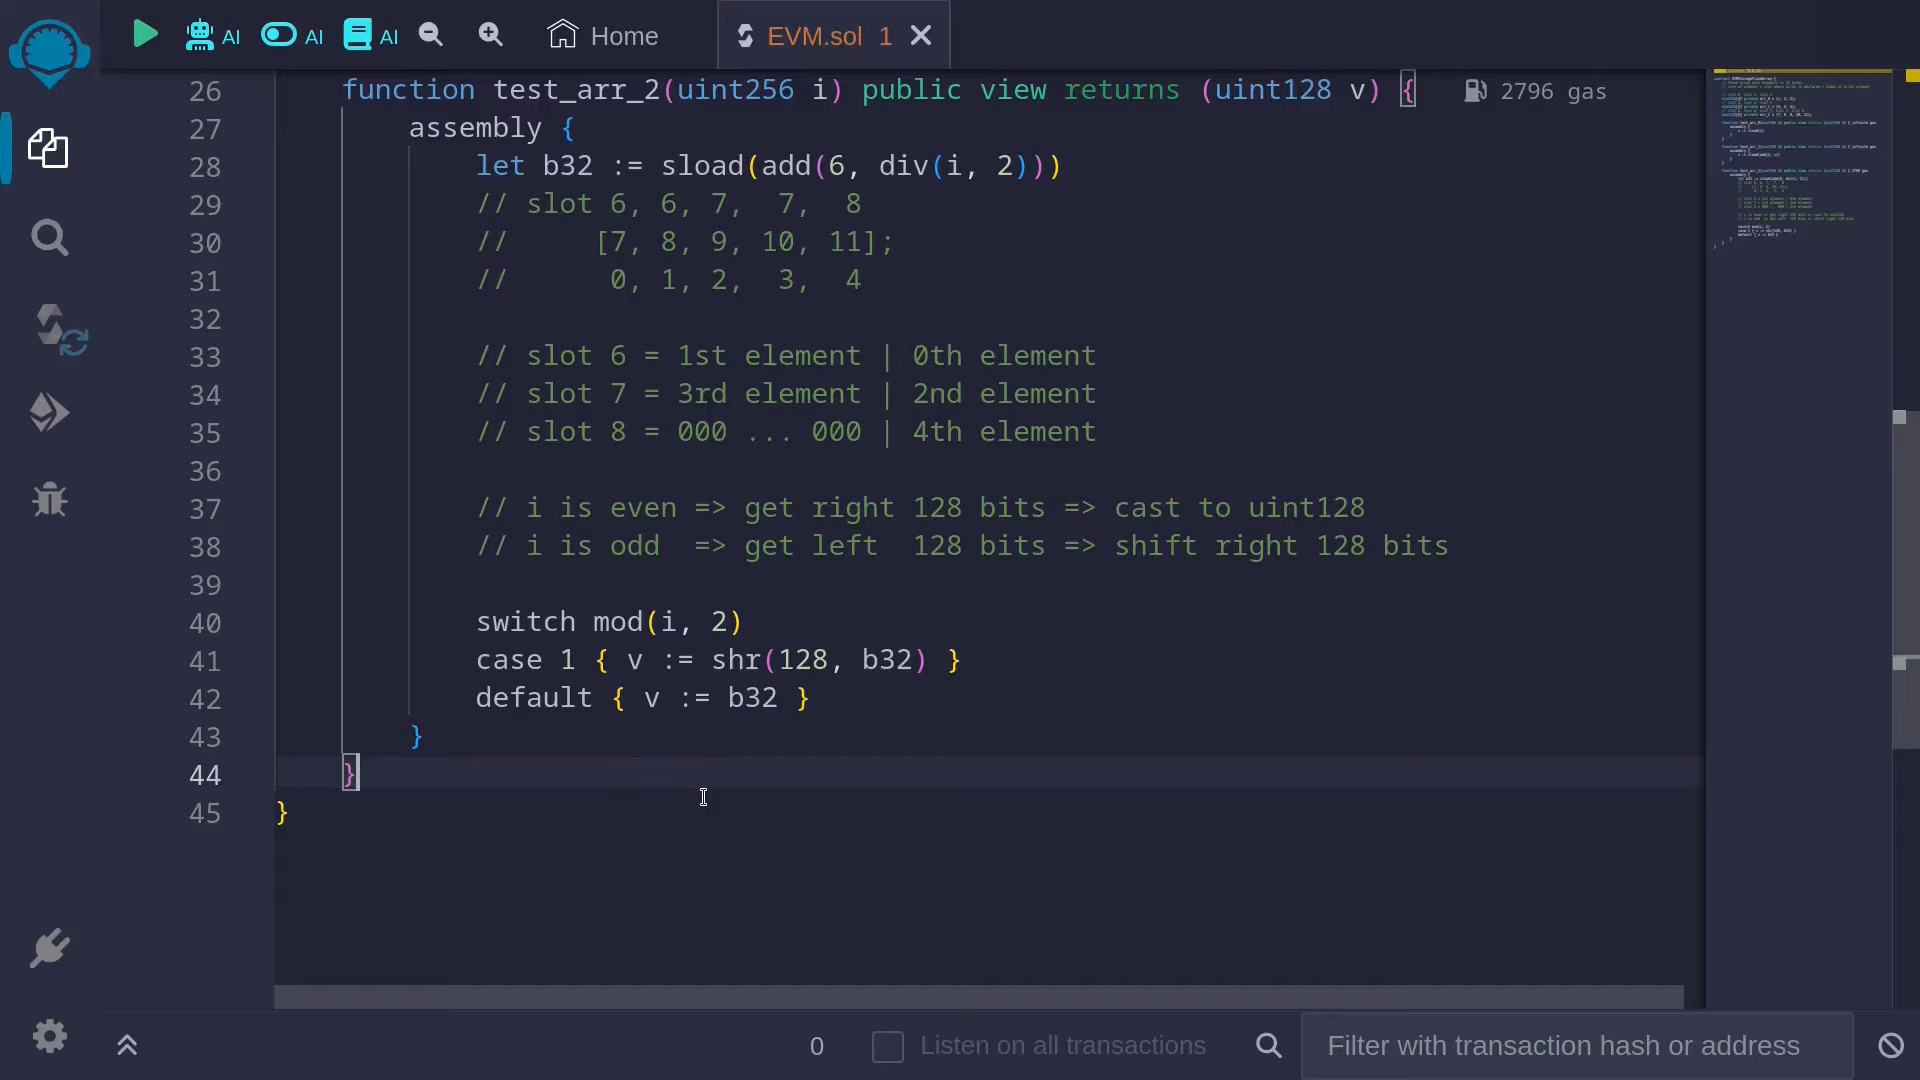 AI
AI
AI
Home
EVM.sol 1
26 function test_arr_2(uint256 i) public view returns (uint128 v) { 2796 gas
27 assembly {
28 let b32 := sload(add(6, div(i, 2)))
29 // slot 6, 6, 7, 7, 8
30 // [7, 8, 9, 10, 11];
31 // 0, 1, 2, 3, 4
32
33 // slot 6 = 1st element | 0th element
34 // slot 7 = 3rd element | 2nd element
35 // slot 8 = 000 ... 000 | 4th element
36
37 // i is even => get right 128 bits => cast to uint128
38 // i is odd => get left 128 bits => shift right 128 bits
39
40 switch mod(i, 2)
41 case 1 { v := shr(128, b32) }
42 default { v := b32 }
43 }
44 }
45 }
0
Listen on all transactions
Filter with transaction hash or address